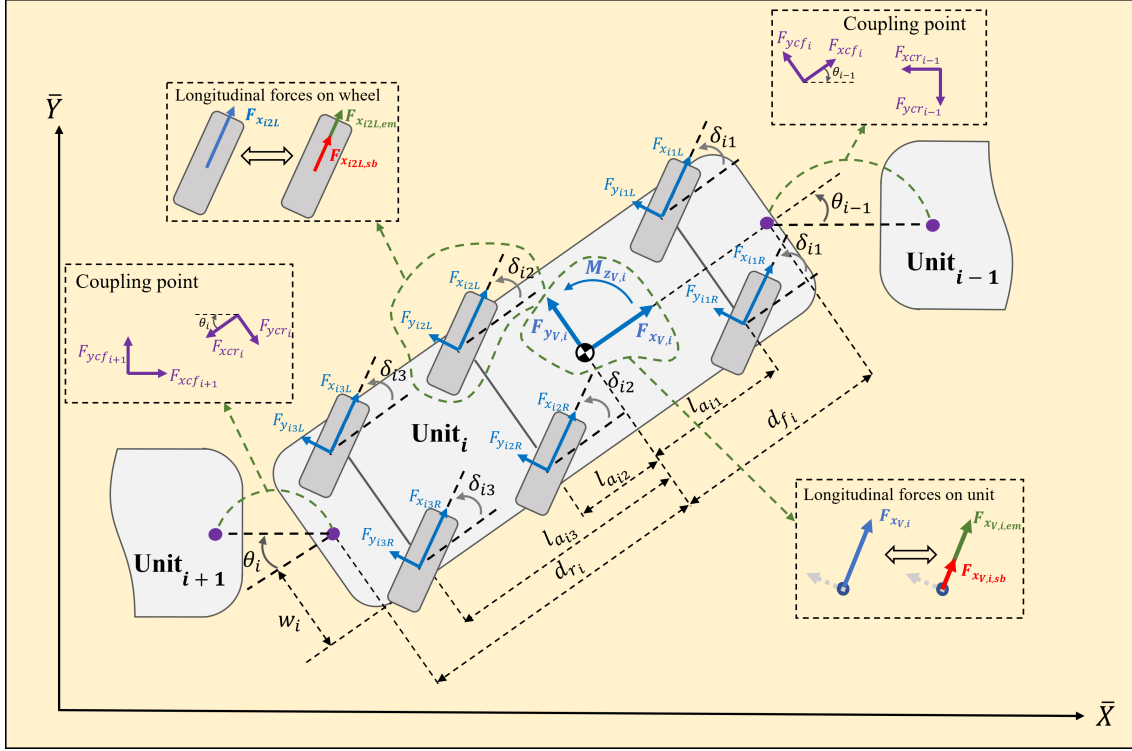 Coupling point
F_{ycf_i}
F_{xcf_i}
θ_{i-1}
F_{xcr_{i-1}}
F_{ycr_{i-1}}
Ȳ
Longitudinal forces on wheel
F_{x_{i2L}}
F_{x_{i2L,em}}
F_{x_{i2L,sb}}
F_{x_{i1L}}
δ_{i1}
F_{y_{i1L}}
θ_{i-1}
δ_{i1}
F_{x_{i1R}}
F_{y_{i1R}}
Unit_{i-1}
Coupling point
θ_i
F_{ycr_i}
F_{xcr_i}
F_{ycf_{i+1}}
F_{xcf_{i+1}}
F_{x_{i2L}}
δ_{i2}
F_{y_{i2L}}
M_{z_{V,i}}
F_{y_{V,i}}
F_{x_{V,i}}
F_{x_{i3L}}
δ_{i3}
F_{y_{i3L}}
Unit_i
δ_{i2}
F_{x_{i2R}}
F_{y_{i2R}}
l_{a_{i1}}
d_{f_i}
l_{a_{i2}}
δ_{i3}
F_{x_{i3R}}
F_{y_{i3R}}
l_{a_{i3}}
d_{r_i}
Longitudinal forces on unit
F_{x_{V,i}}
F_{x_{V,i,em}}
F_{x_{V,i,sb}}
Unit_{i+1}
θ_i
w_i
X̄